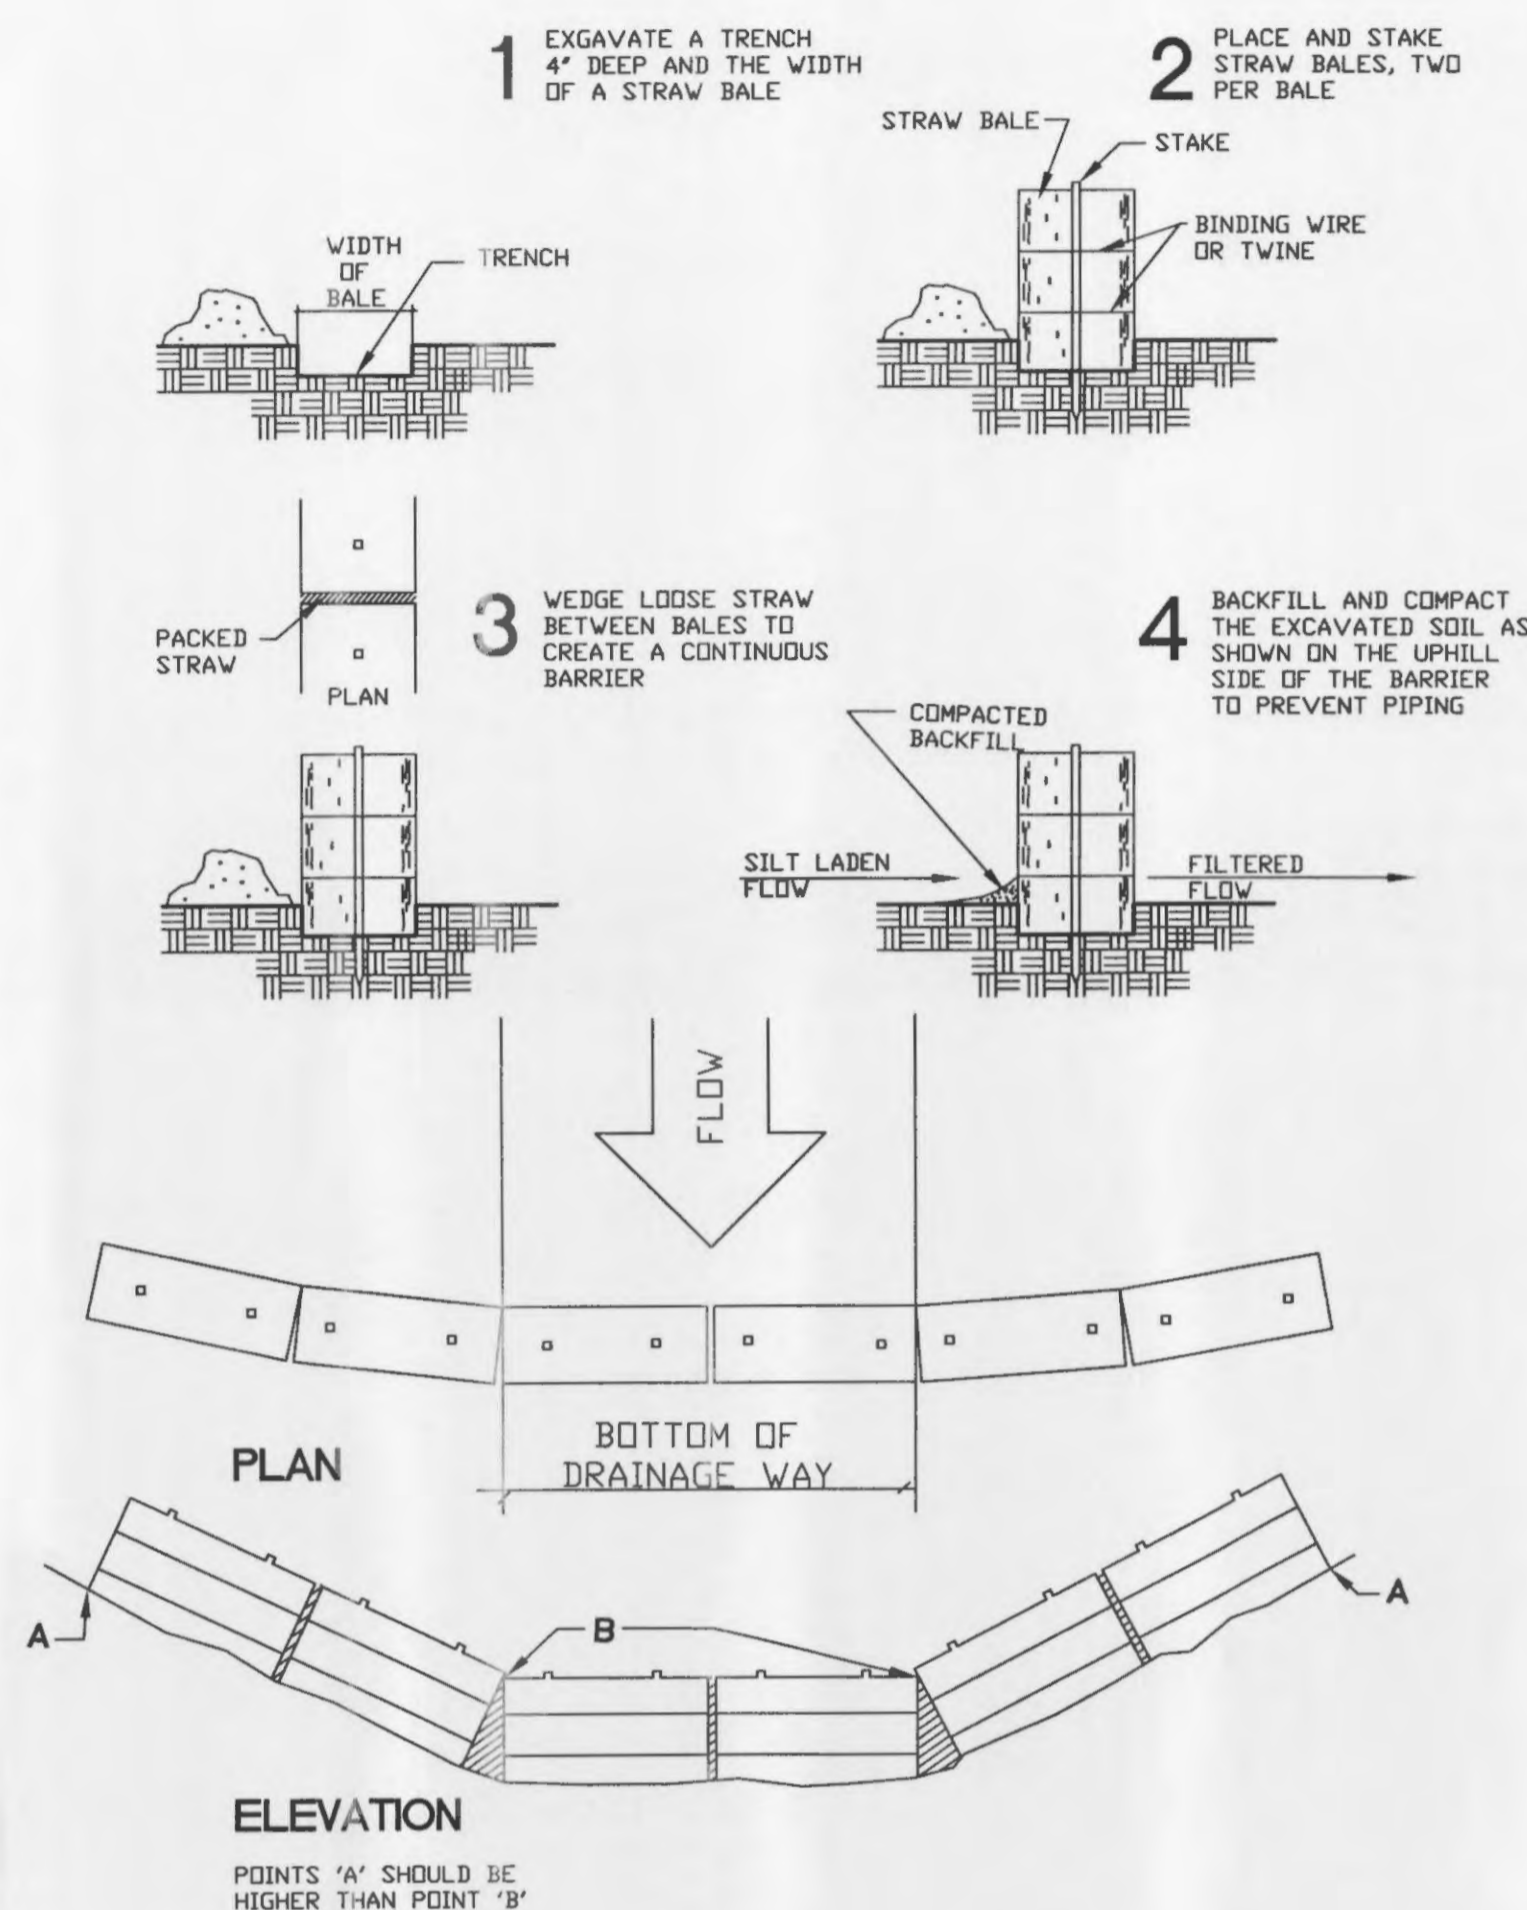 1
EXGAVATE A TRENCH
4" DEEP AND THE WIDTH
OF A STRAW BALE
2
PLACE AND STAKE
STRAW BALES, TWO
PER BALE
STRAW BALE
STAKE
BINDING WIRE
OR TWINE
WIDTH
OF
BALE
TRENCH
3
WEDGE LOOSE STRAW
BETWEEN BALES TO
CREATE A CONTINUOUS
BARRIER
PACKED
STRAW
PLAN
4
BACKFILL AND COMPACT
THE EXCAVATED SOIL AS
SHOWN ON THE UPHILL
SIDE OF THE BARRIER
TO PREVENT PIPING
COMPACTED
BACKFILL
SILT LADEN
FLOW
FILTERED
FLOW
FLOW
BOTTOM OF
DRAINAGE WAY
PLAN
A
B
A
ELEVATION
POINTS 'A' SHOULD BE
HIGHER THAN POINT 'B'